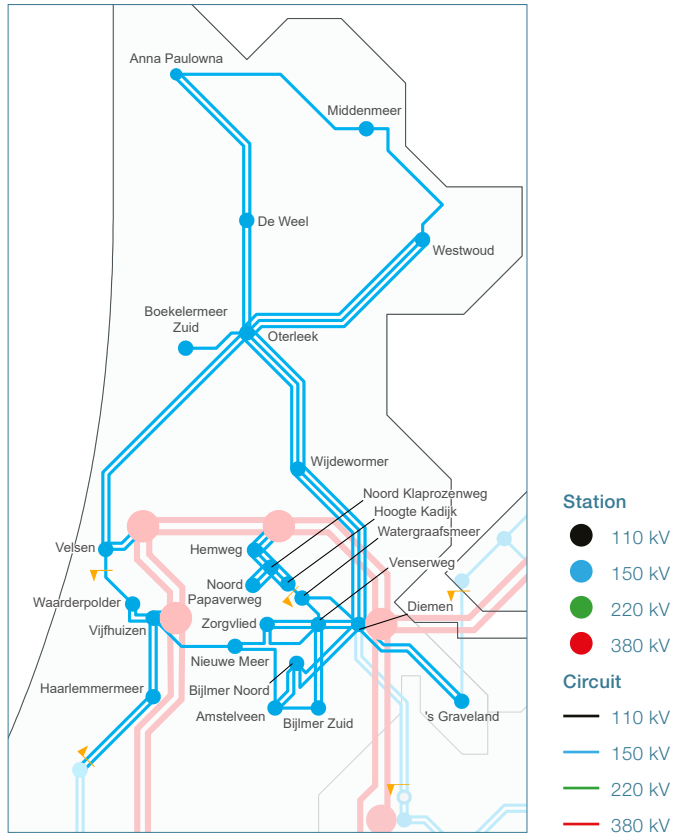 Anna Paulowna
Middenmeer
De Weel
Westwoud
Boekelermeer
Zuid
Oterleek
Wijdewormer
Noord Klaprozenweg
Hoogte Kadijk
Watergraafsmeer
Velsen
Hemweg
Venserweg
Noord
Papaverweg
Waarderpolder
Diemen
Vijfhuizen
Zorgvlied
Nieuwe Meer
Haarlemmermeer
Bijlmer Noord
Amstelveen
Bijlmer Zuid
's Graveland
Station
110 kV
150 kV
220 kV
380 kV
Circuit
110 kV
150 kV
220 kV
380 kV